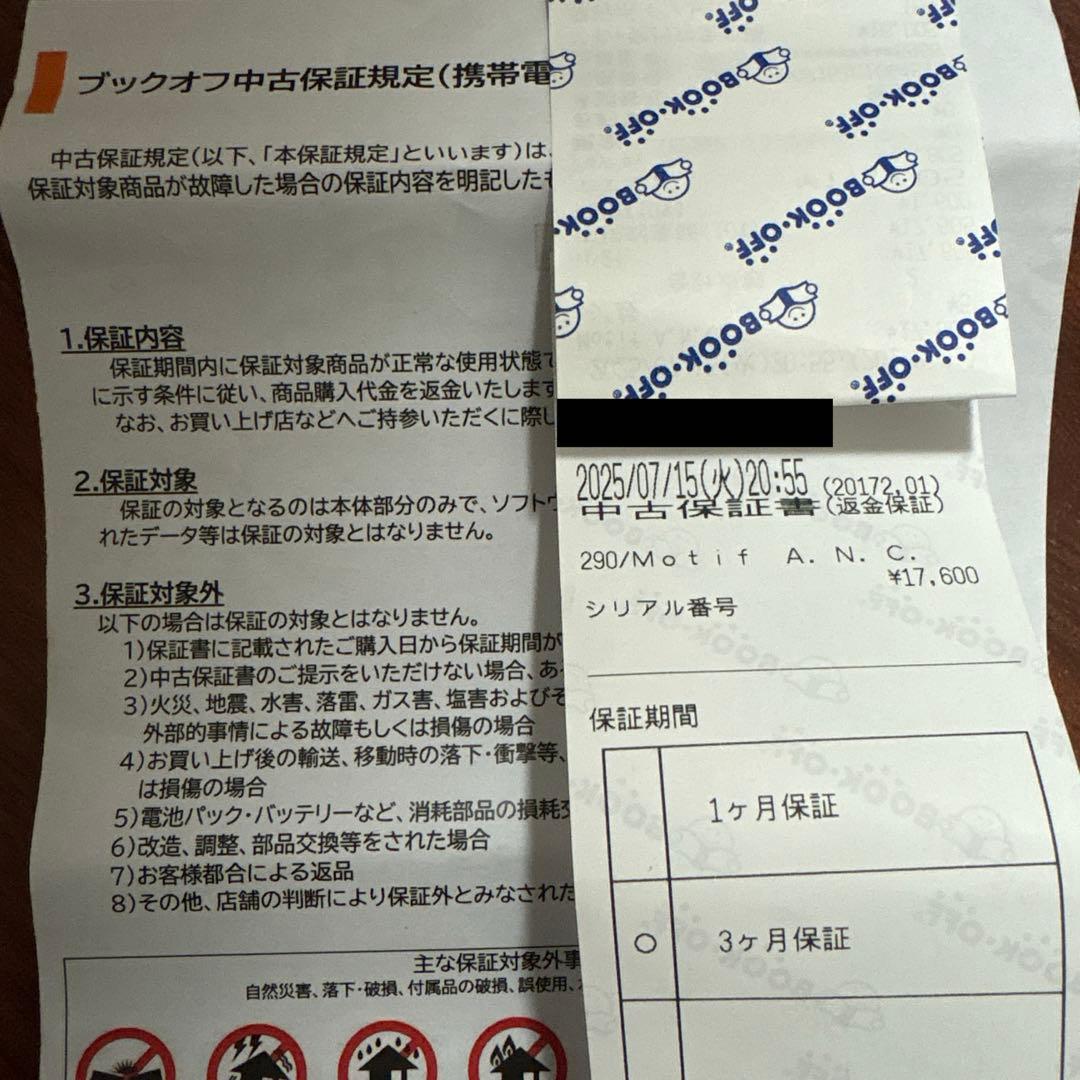 ブックオフ中古保証規定(携帯電
中古保証規定(以下、「本保証規定」といいます)は、
保証対象商品が故障した場合の保証内容を明記した
1.保証内容
保証期間内に保証対象商品が正常な使用状態で
に示す条件に従い、商品購入代金を返金いたします
なお、お買い上げ店などへご持参いただくに際し
2.保証対象
保証の対象となるのは本体部分のみで、ソフトウ
れたデータ等は保証の対象とはなりません。
3.保証対象外
以下の場合は保証の対象とはなりません。
1)保証書に記載されたご購入日から保証期間が
2)中古保証書のご提示をいただけない場合、あ
3)火災、地震、水害、落雷、ガス害、塩害およびそ
外部的事情による故障もしくは損傷の場合
4)お買い上げ後の輸送、移動時の落下・衝撃等、
は損傷の場合
5)電池パック・バッテリーなど、消耗部品の損耗交
6)改造、調整、部品交換等をされた場合
7)お客様都合による返品
8)その他、店舗の判断により保証外とみなされた
主な保証対象外事
自然災害、落下・破損、付属品の破損、誤使用、
BOOK・OFF
BOOK・OFF
BOOK・OFF
BOOK・OFF
BOOK・OFF
BOOK・OFF
2025/07/15(火)20:55 (20172,01)
中古保証書(返金保証)
290/Motif A.N.C.
¥17,600
シリアル番号
保証期間
1ヶ月保証
○ 3ヶ月保証